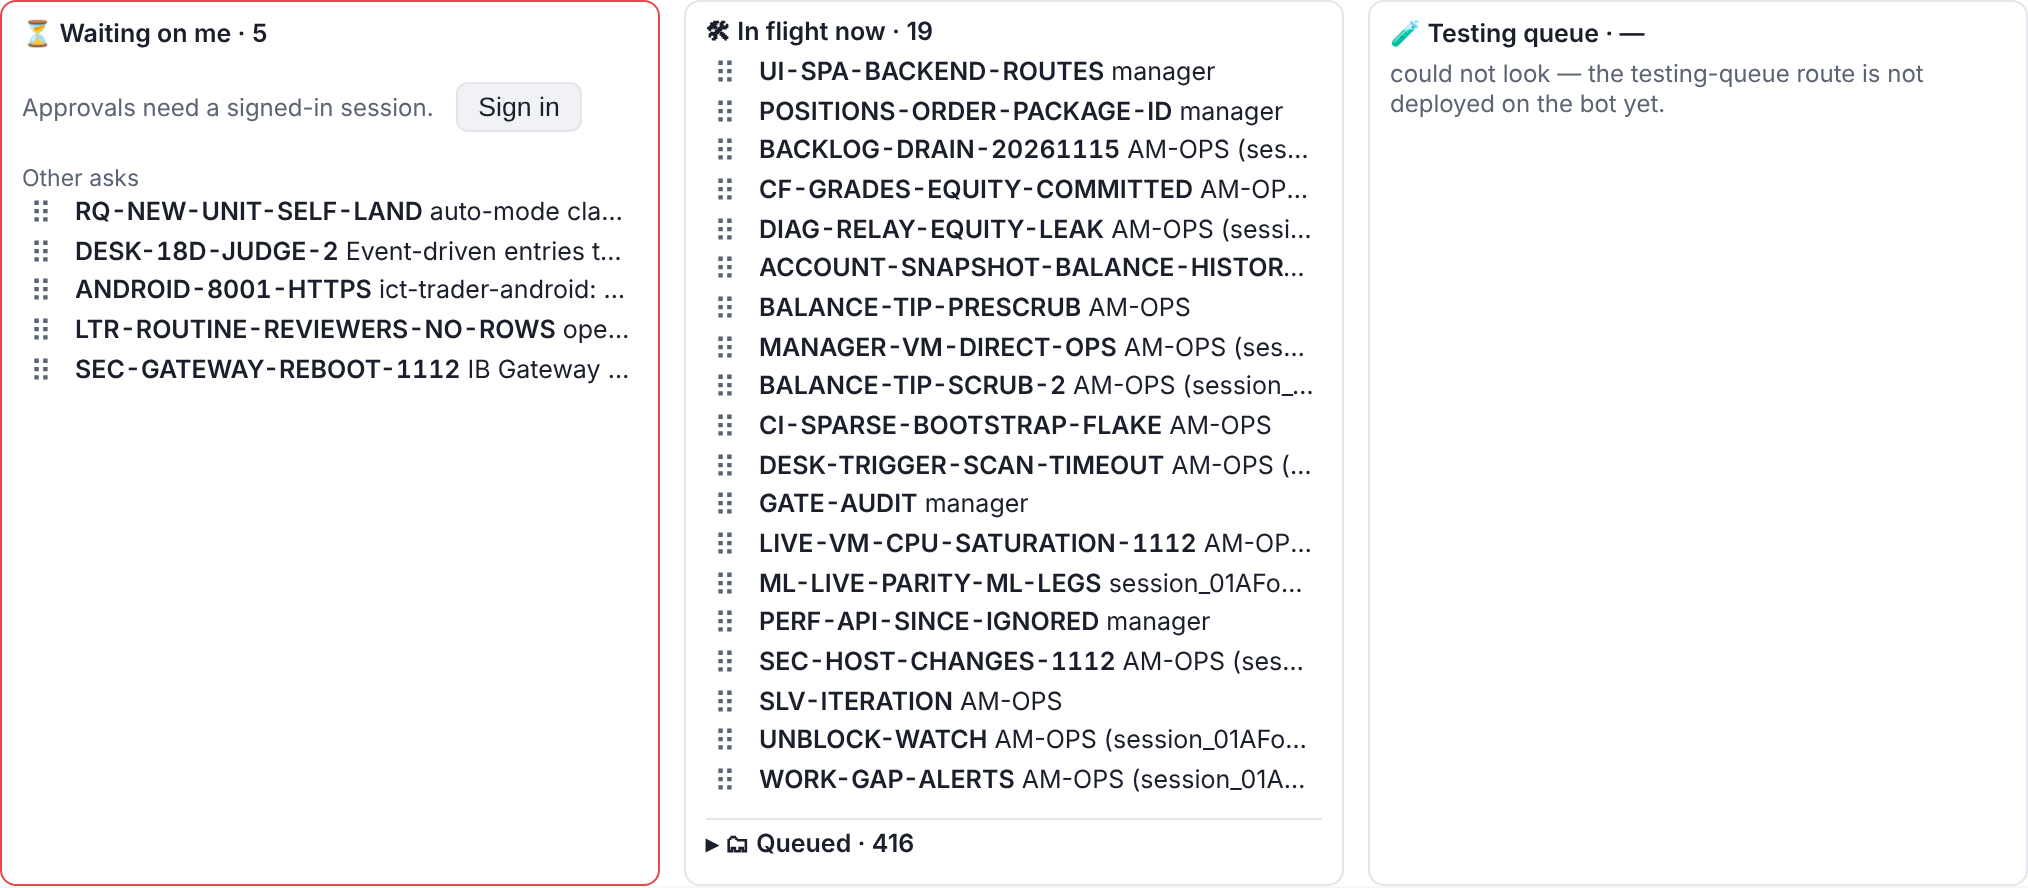 ⏳ Waiting on me · 5
Approvals need a signed-in session. Sign in
Other asks
RQ-NEW-UNIT-SELF-LAND auto-mode cla...
DESK-18D-JUDGE-2 Event-driven entries t...
ANDROID-8001-HTTPS ict-trader-android: ...
LTR-ROUTINE-REVIEWERS-NO-ROWS ope...
SEC-GATEWAY-REBOOT-1112 IB Gateway ...
🛠 In flight now · 19
UI-SPA-BACKEND-ROUTES manager
POSITIONS-ORDER-PACKAGE-ID manager
BACKLOG-DRAIN-20261115 AM-OPS (ses...
CF-GRADES-EQUITY-COMMITTED AM-OP...
DIAG-RELAY-EQUITY-LEAK AM-OPS (sessi...
ACCOUNT-SNAPSHOT-BALANCE-HISTOR...
BALANCE-TIP-PRESCRUB AM-OPS
MANAGER-VM-DIRECT-OPS AM-OPS (ses...
BALANCE-TIP-SCRUB-2 AM-OPS (session_...
CI-SPARSE-BOOTSTRAP-FLAKE AM-OPS
DESK-TRIGGER-SCAN-TIMEOUT AM-OPS (...
GATE-AUDIT manager
LIVE-VM-CPU-SATURATION-1112 AM-OP...
ML-LIVE-PARITY-ML-LEGS session_01AFo...
PERF-API-SINCE-IGNORED manager
SEC-HOST-CHANGES-1112 AM-OPS (ses...
SLV-ITERATION AM-OPS
UNBLOCK-WATCH AM-OPS (session_01AFo...
WORK-GAP-ALERTS AM-OPS (session_01A...
▸ 🗂 Queued · 416
🧪 Testing queue · —
could not look — the testing-queue route is not
deployed on the bot yet.